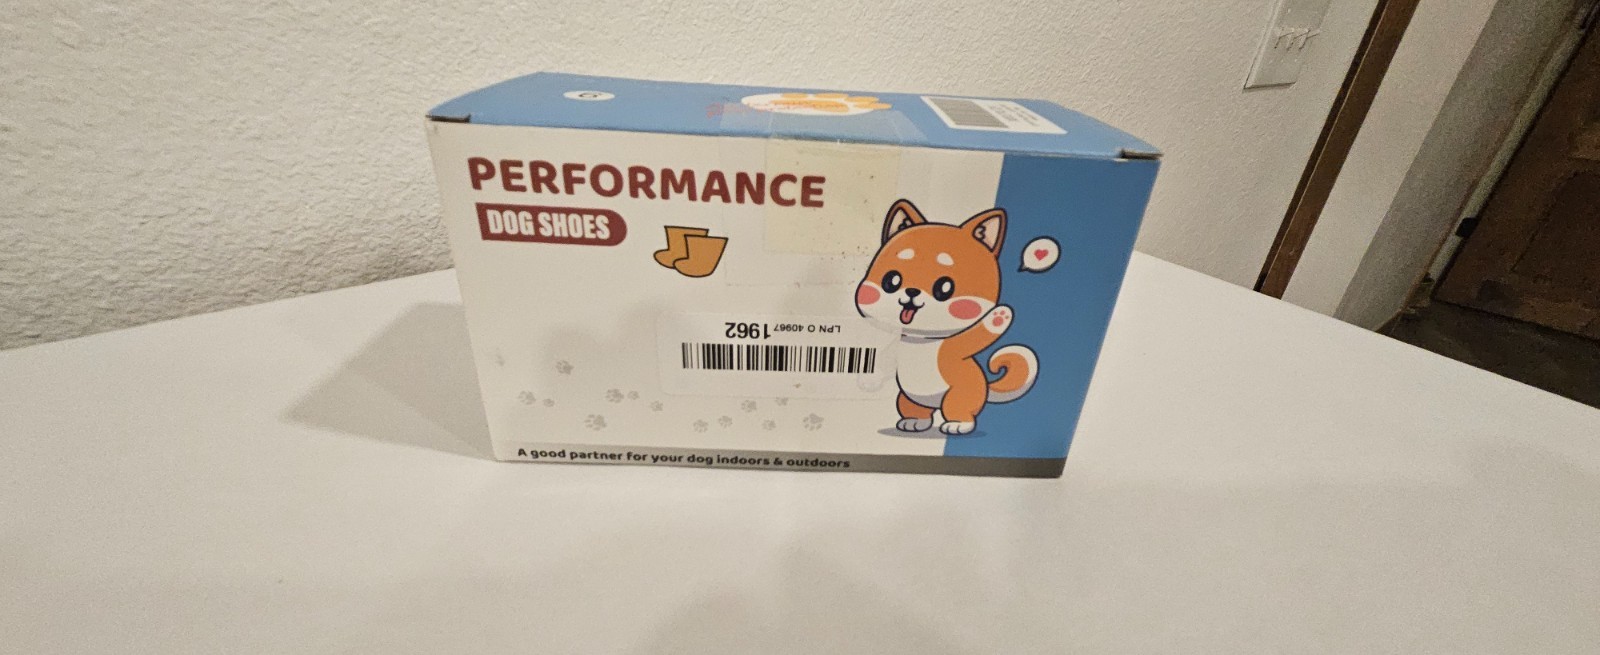 PERFORMANCE
DOG SHOES
LPN O 40967 1962
A good partner for your dog indoors & outdoors